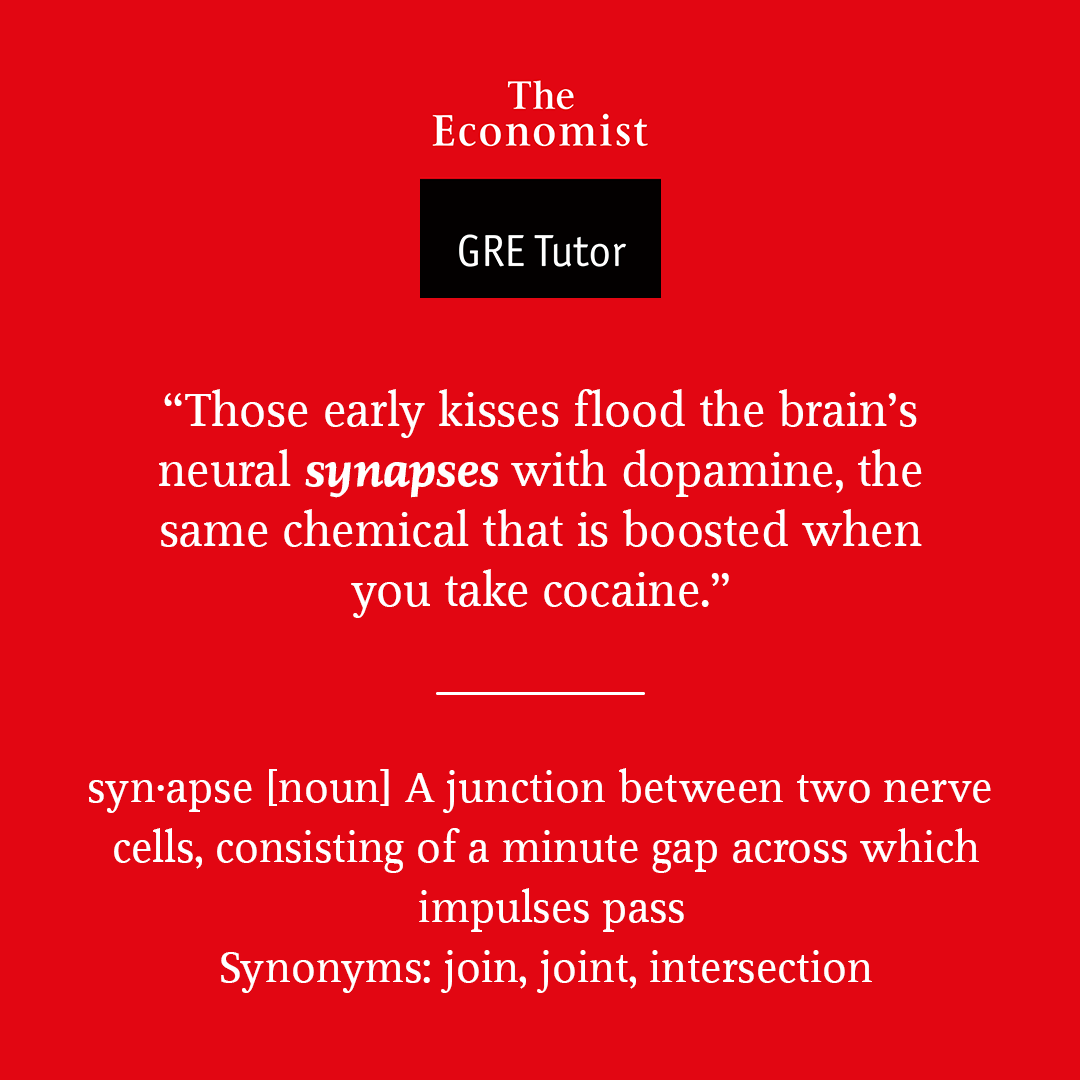 The
Economist
GRE Tutor
“Those early kisses flood the brain’s
neural synapses with dopamine, the
same chemical that is boosted when
you take cocaine.”
syn·apse [noun] A junction between two nerve
cells, consisting of a minute gap across which
impulses pass
Synonyms: join, joint, intersection